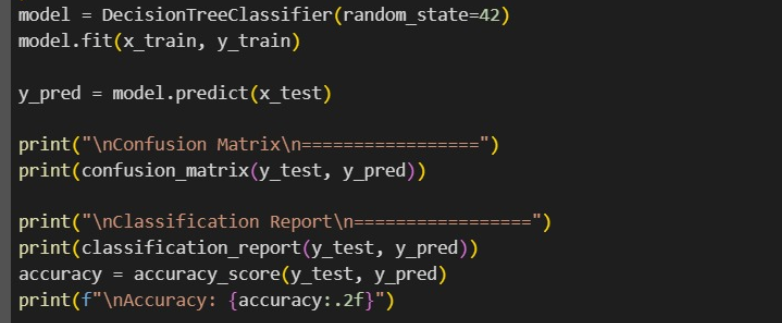 model = DecisionTreeClassifier(random_state=42)
model.fit(x_train, y_train)
y_pred = model.predict(x_test)
print("\nConfusion Matrix\n=================")
print(confusion_matrix(y_test, y_pred))
print("\nClassification Report\n=================")
print(classification_report(y_test, y_pred))
accuracy = accuracy_score(y_test, y_pred)
print(f"\nAccuracy: {accuracy:.2f}")